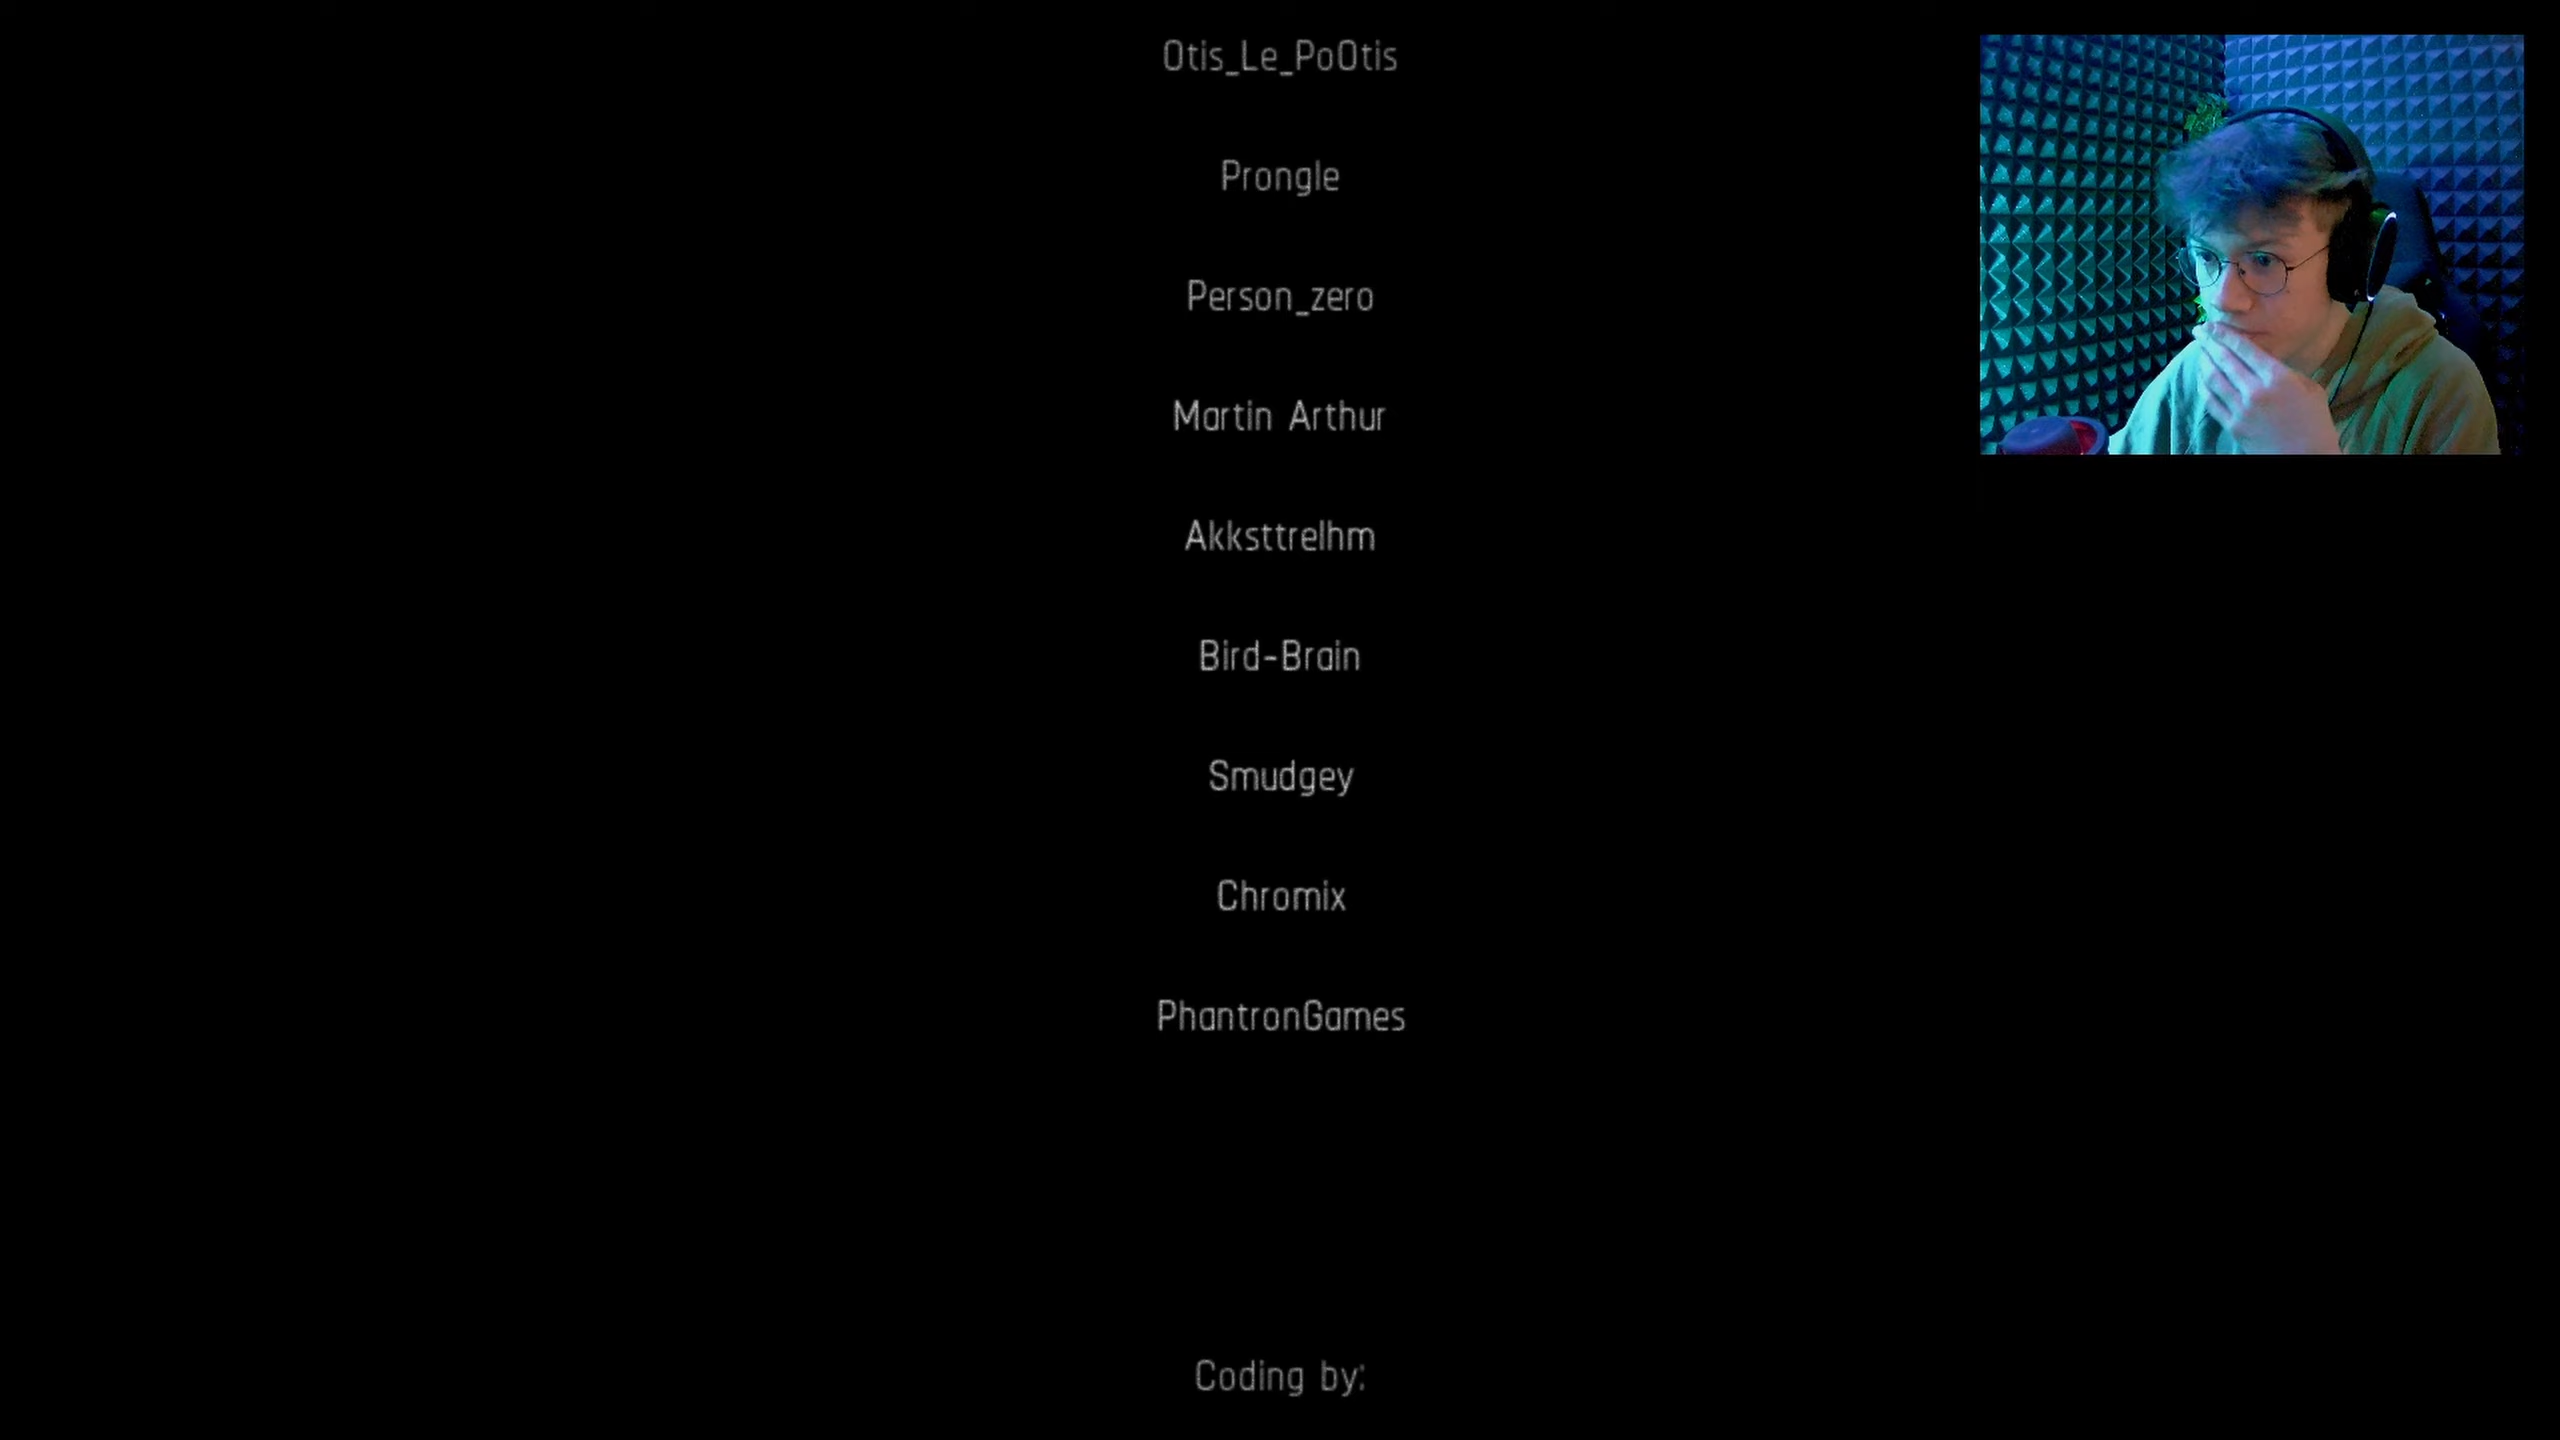 Otis_Le_PoOtis
Prongle
Person_zero
Martin Arthur
Akksttrelhm
Bird-Brain
Smudgey
Chromix
PhantronGames
Coding by: